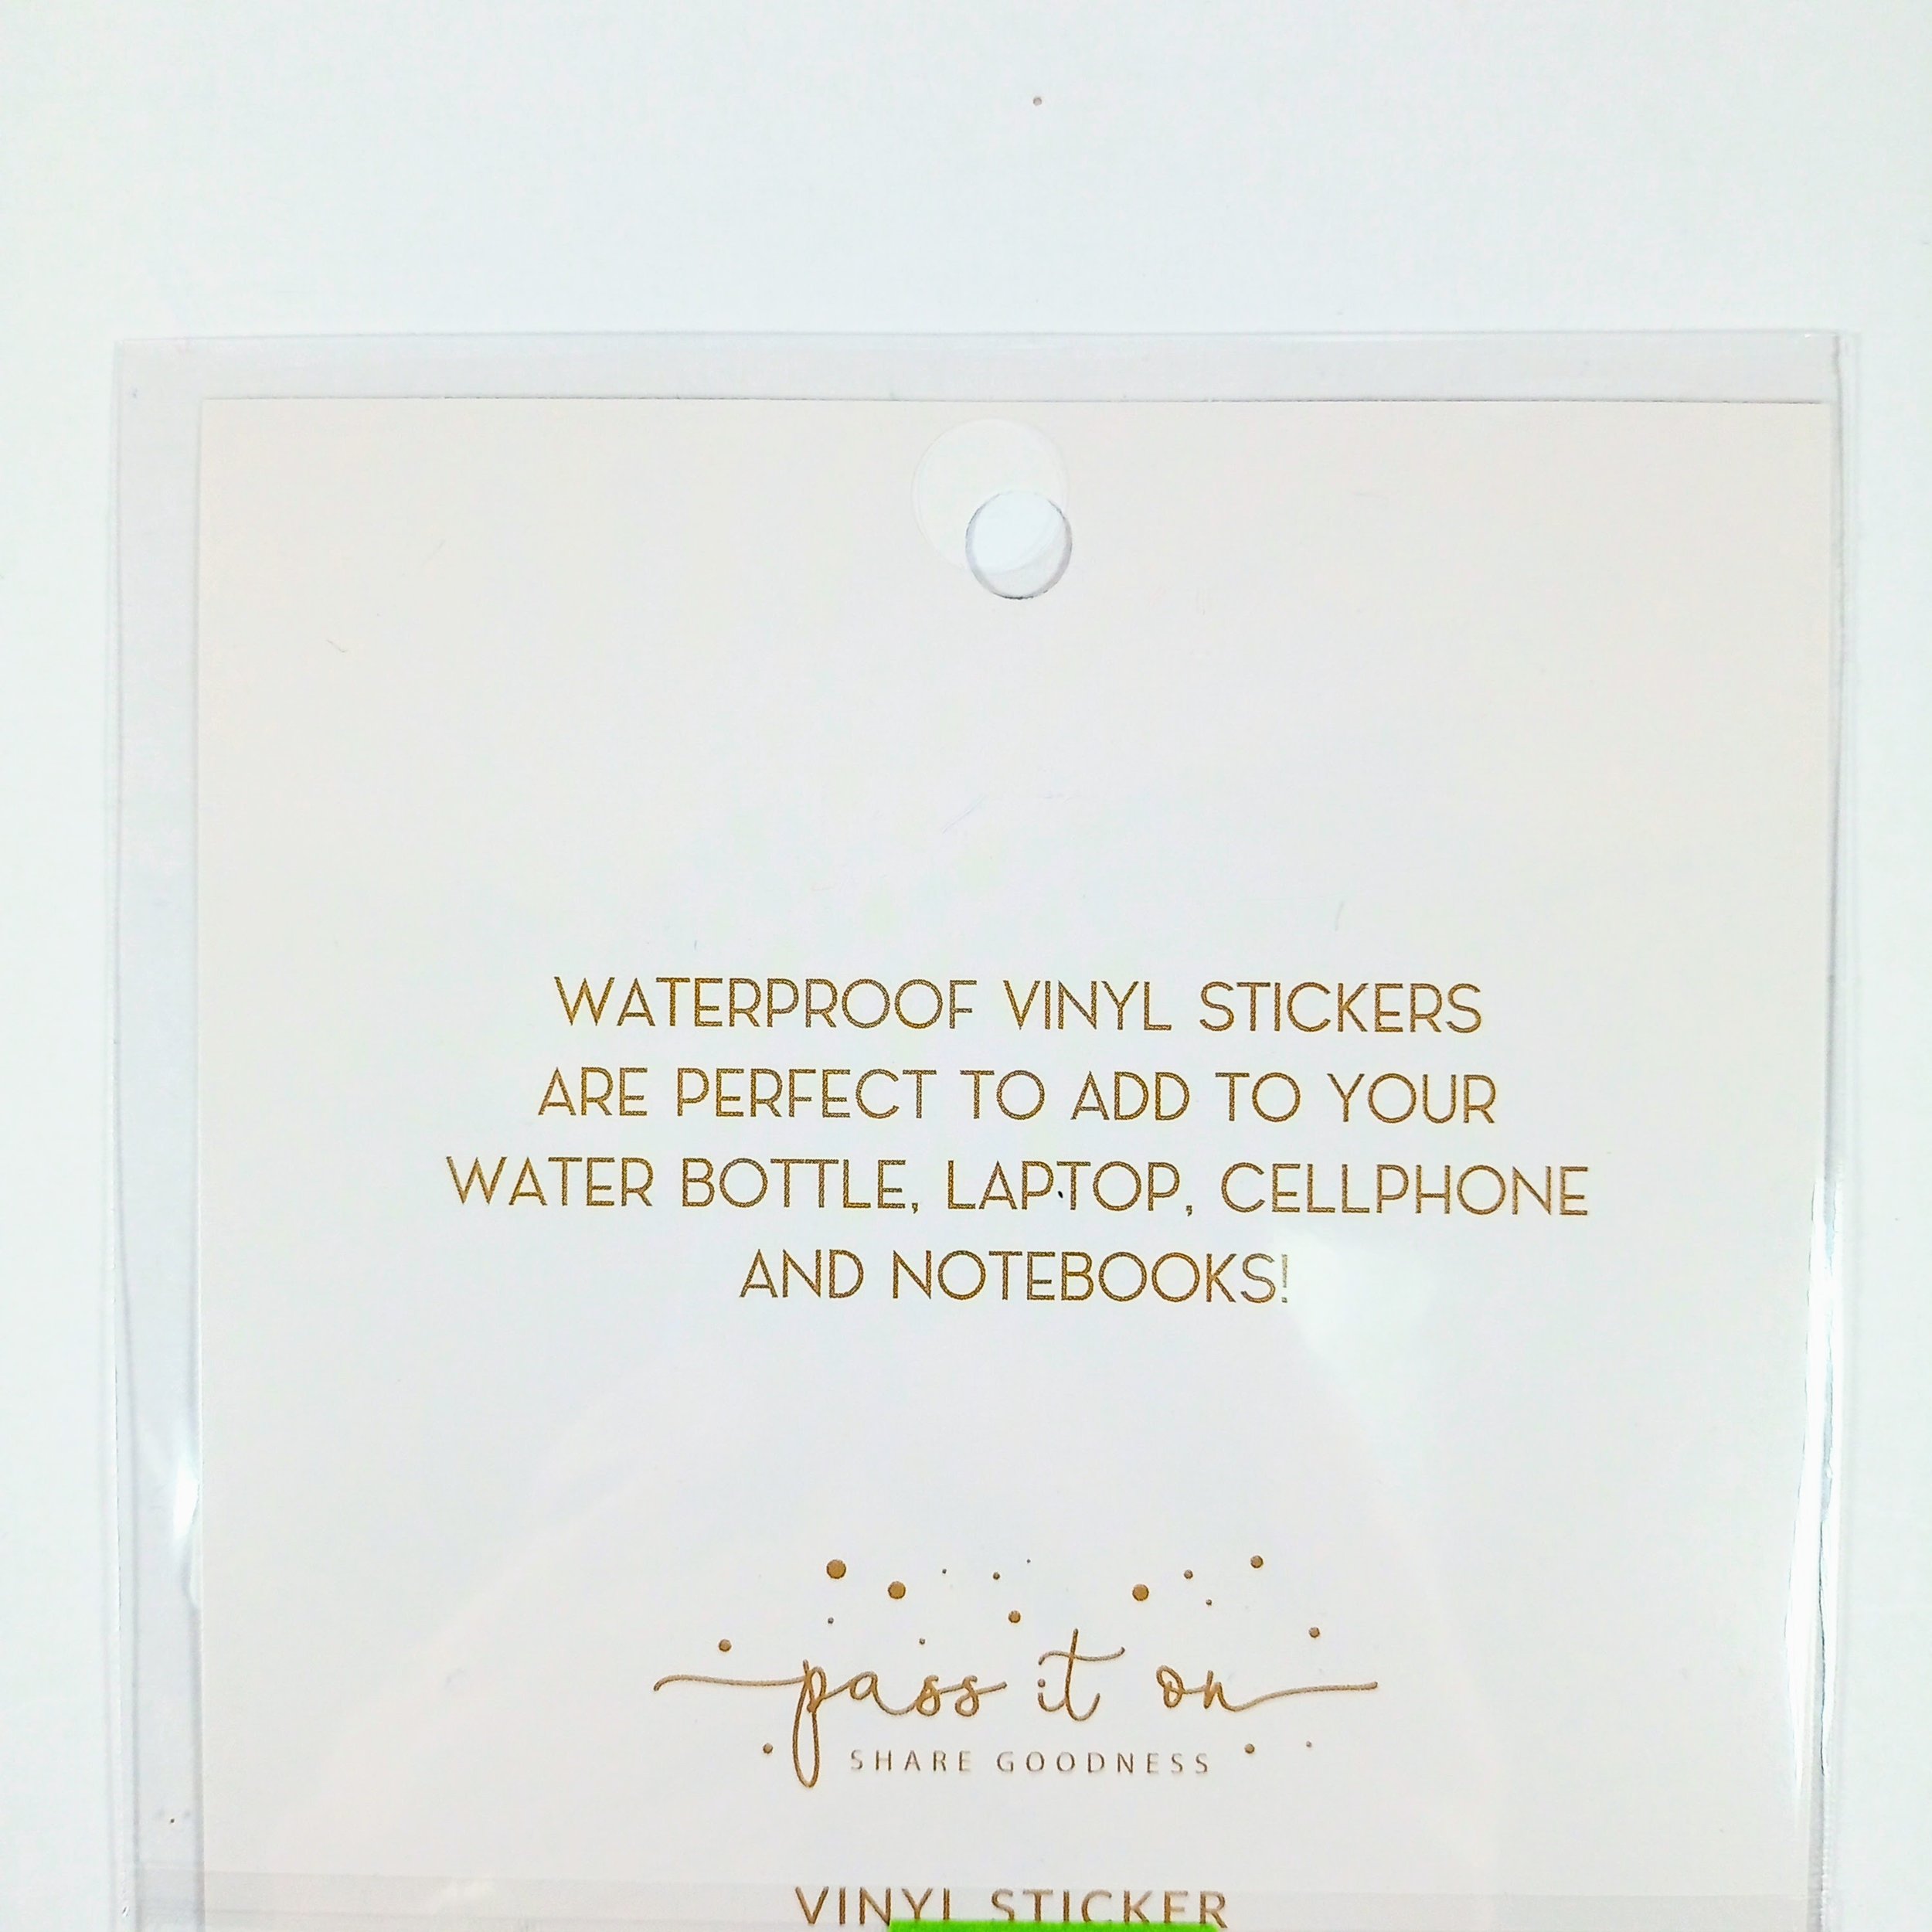 WATERPROOF VINYL STICKERS
ARE PERFECT TO ADD TO YOUR
WATER BOTTLE, LAPTOP, CELLPHONE
AND NOTEBOOKS!
pass it on
SHARE GOODNESS
VINYL STICKER